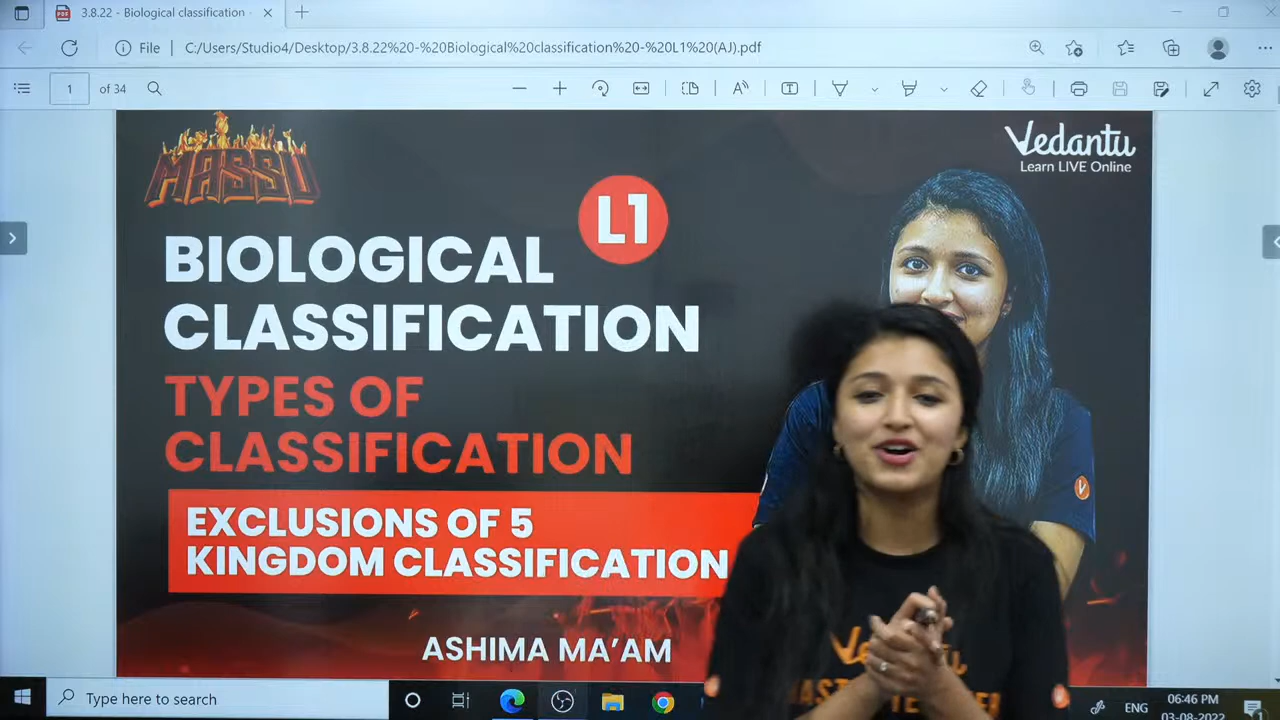 3.8.22 - Biological classification -
File
C:/Users/Studio4/Desktop/3.8.22%20-%20Biological%20classification%20-%20L1%20(AJ).pdf
1 of 34
MASSU
Vedantu
Learn LIVE Online
L1
BIOLOGICAL
CLASSIFICATION
TYPES OF
CLASSIFICATION
EXCLUSIONS OF 5
KINGDOM CLASSIFICATION
ASHIMA MA'AM
Type here to search
ENG
06:46 PM
03-08-2022